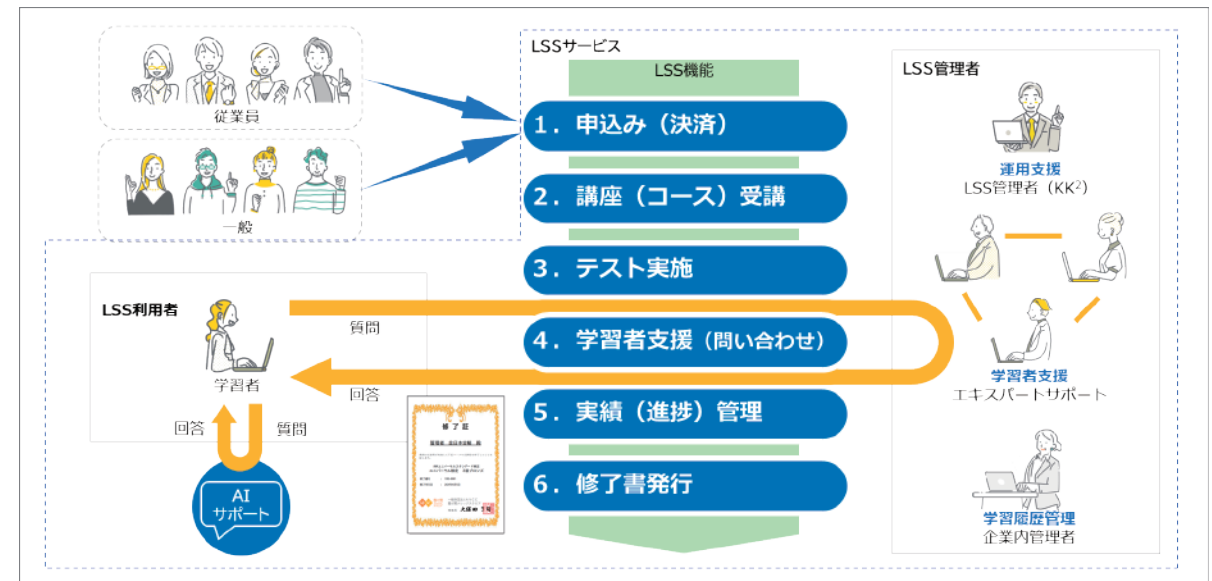 従業員
一般
LSSサービス
LSS機能
1．申込み（決済）
2．講座（コース）受講
3．テスト実施
4．学習者支援（問い合わせ）
5．実績（進捗）管理
6．修了書発行
LSS利用者
学習者
質問
回答
回答
質問
AI
サポート
修了証
LSS管理者
運用支援
LSS管理者（KK²）
学習者支援
エキスパートサポート
学習履歴管理
企業内管理者